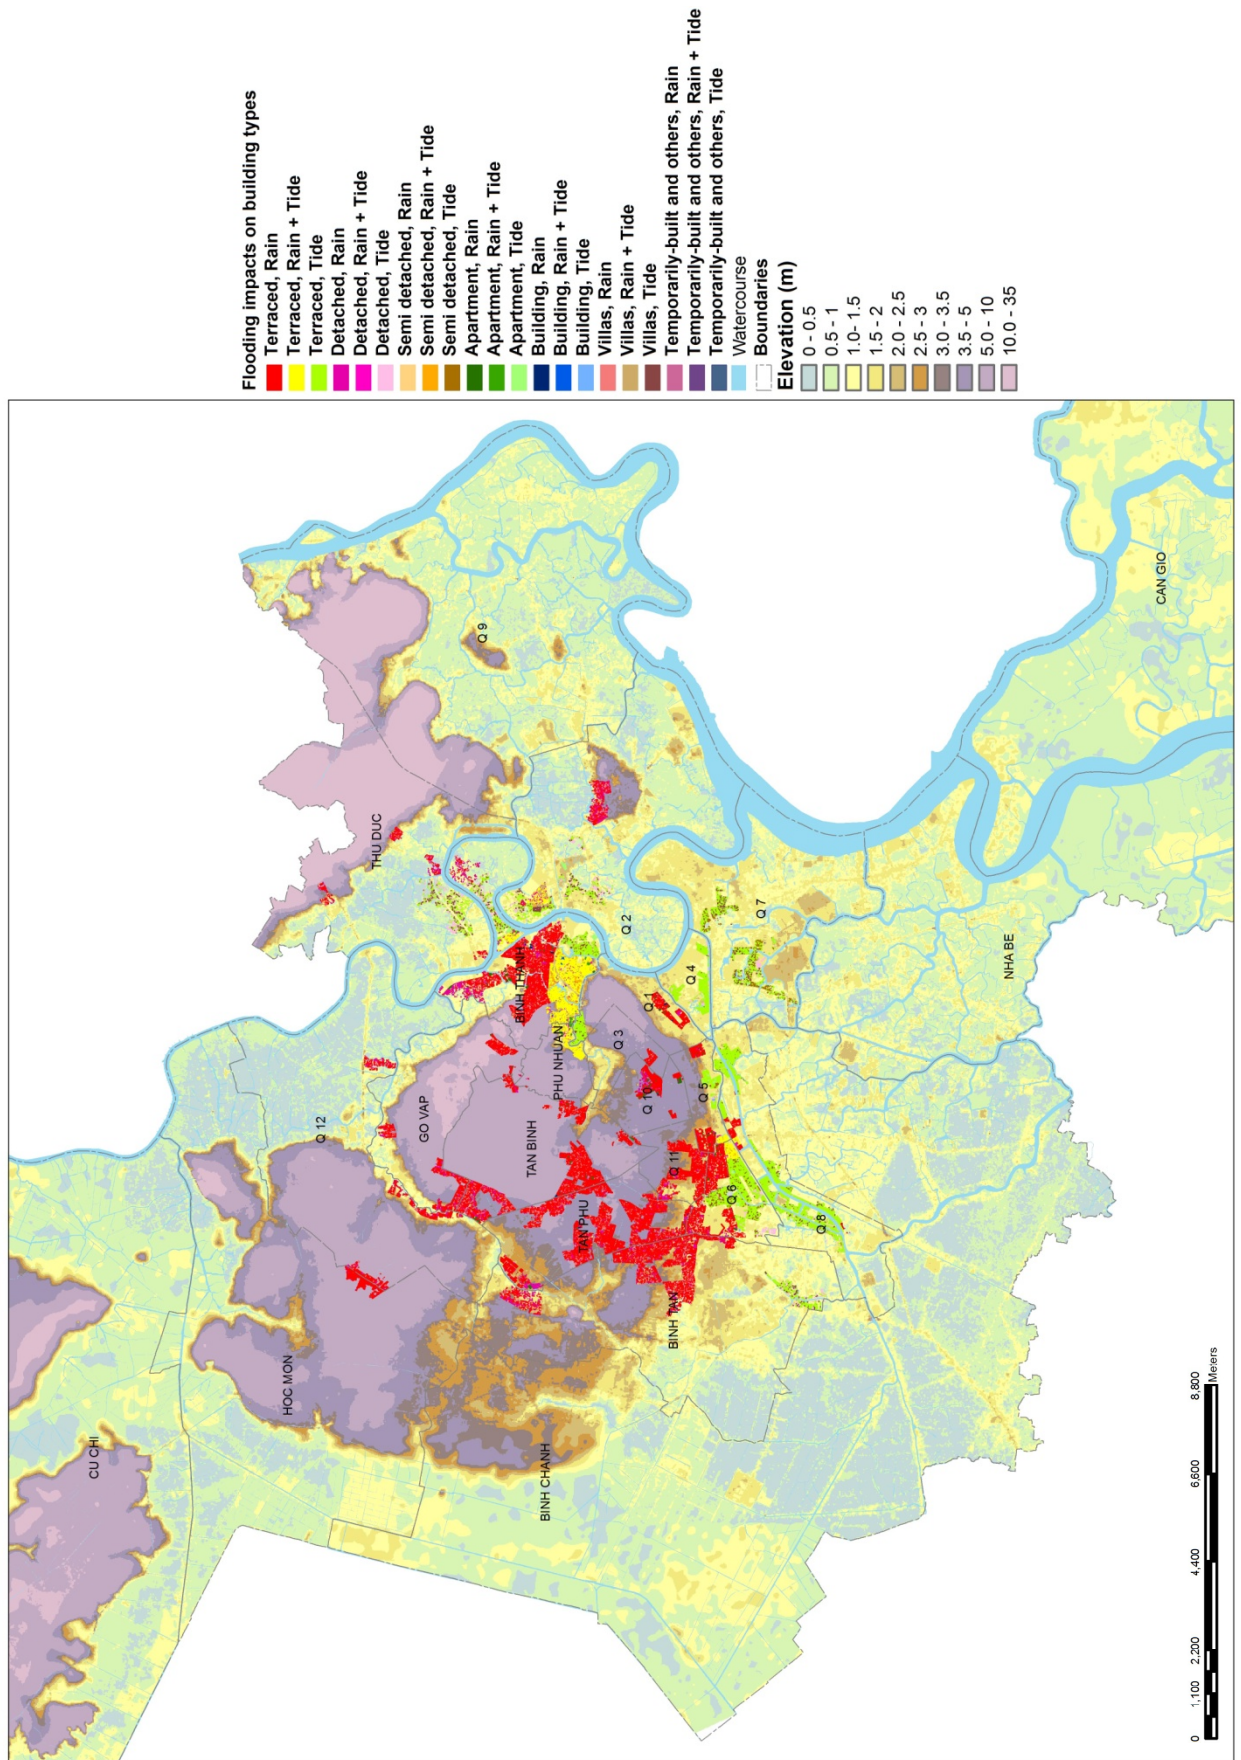 Flooding impacts on building types
Terraced, Rain
Terraced, Rain + Tide
Terraced, Tide
Detached, Rain
Detached, Rain + Tide
Detached, Tide
Semi detached, Rain
Semi detached, Rain + Tide
Semi detached, Tide
Apartment, Rain
Apartment, Rain + Tide
Apartment, Tide
Building, Rain
Building, Rain + Tide
Building, Tide
Villas, Rain
Villas, Rain + Tide
Villas, Tide
Temporarily-built and others, Rain
Temporarily-built and others, Rain + Tide
Temporarily-built and others, Tide
Watercourse
Boundaries
Elevation (m)
0 - 0.5
0.5 - 1
1.0- 1.5
1.5 - 2
2.0 - 2.5
2.5 - 3
3.0 - 3.5
3.5 - 5
5.0 - 10
10.0 - 35
CU CHI
HOC MON
Q 12
THU DUC
GO VAP
Q 9
BINH THANH
TAN BINH
PHU NHUAN
BINH CHANH
TAN PHU
Q 3
Q 2
Q 10
Q 1
Q 11
BINH TAN
Q 4
Q 5
Q 6
Q 7
Q 8
NHA BE
CAN GIO
0 1,100 2,200 4,400 6,600 8,800
Meters